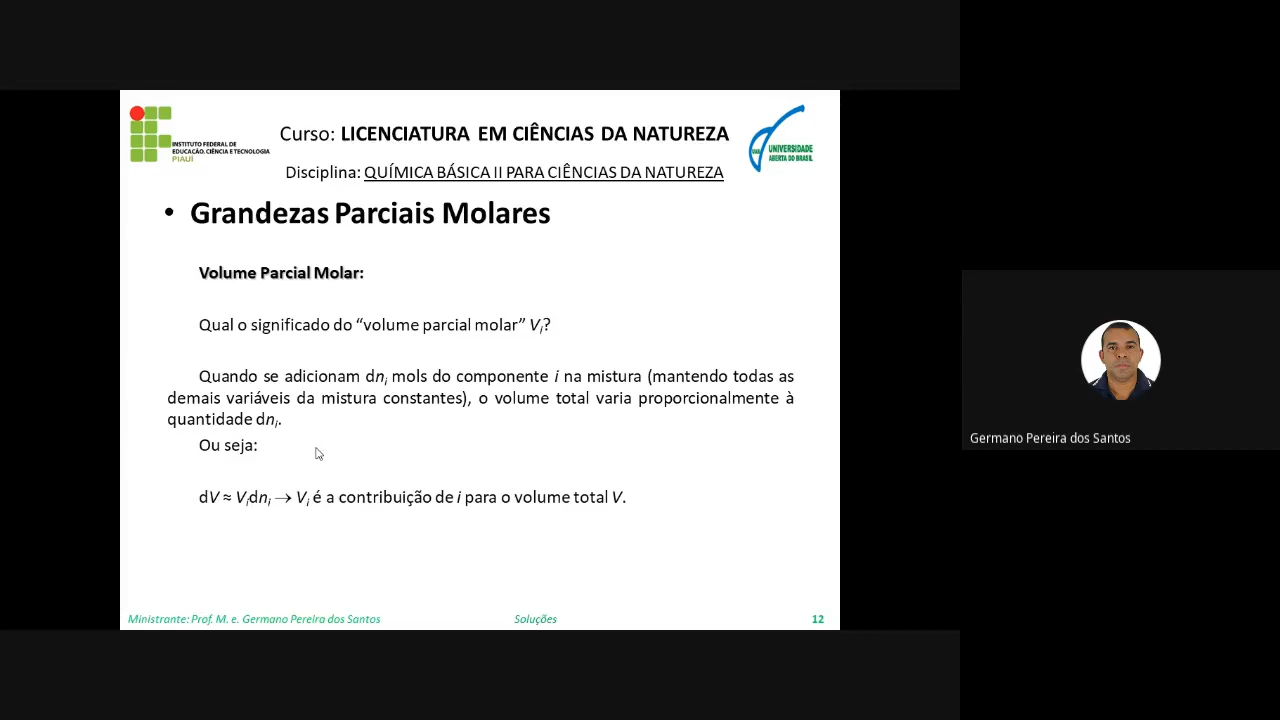 INSTITUTO FEDERAL DE
EDUCAÇÃO, CIÊNCIA E TECNOLOGIA
PIAUÍ
Curso: LICENCIATURA EM CIÊNCIAS DA NATUREZA
UAB
UNIVERSIDADE
ABERTA DO BRASIL
Disciplina: QUÍMICA BÁSICA II PARA CIÊNCIAS DA NATUREZA
• Grandezas Parciais Molares
Volume Parcial Molar:
Qual o significado do “volume parcial molar” Vi?
Quando se adicionam dni mols do componente i na mistura (mantendo todas as
demais variáveis da mistura constantes), o volume total varia proporcionalmente à
quantidade dni.
Ou seja:
dV ≈ Vidni → Vi é a contribuição de i para o volume total V.
Ministrante: Prof. M. e. Germano Pereira dos Santos
Soluções
12
Germano Pereira dos Santos